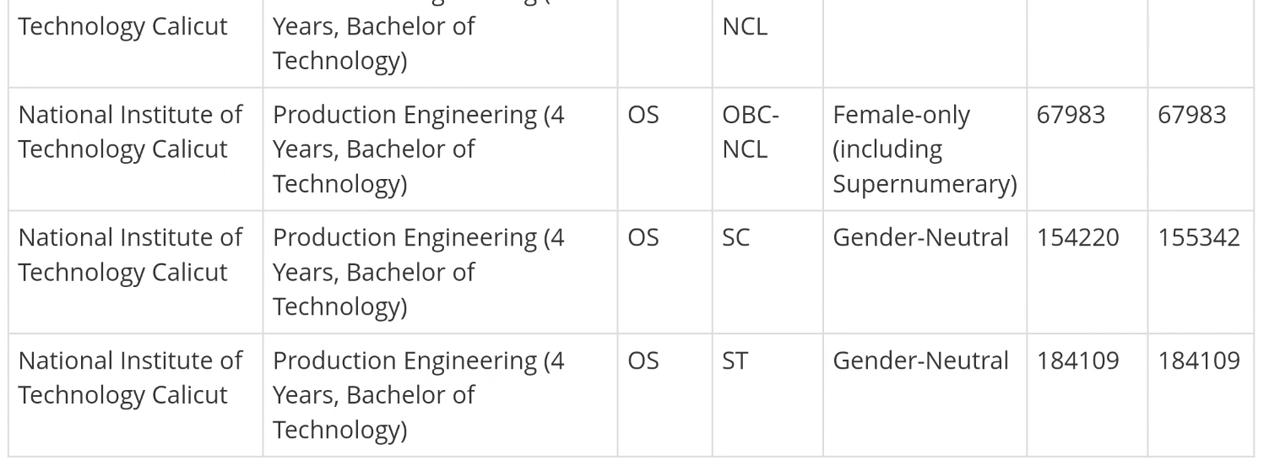 Technology Calicut
Years, Bachelor of
NCL
Technology)
National Institute of
Production Engineering (4
OS
OBC-
Female-only
67983
67983
Technology Calicut
Years, Bachelor of
NCL
(including
Technology)
Supernumerary)
National Institute of
Production Engineering (4
OS
SC
Gender-Neutral
154220
155342
Technology Calicut
Years, Bachelor of
Technology)
National Institute of
Production Engineering (4
OS
ST
Gender-Neutral
184109
184109
Technology Calicut
Years, Bachelor of
Technology)